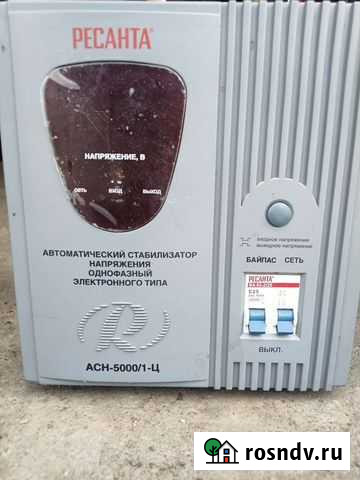 РЕСАНТА®
НАПРЯЖЕНИЕ, В
СЕТЬ ВХОД ВЫХОД
АВТОМАТИЧЕСКИЙ СТАБИЛИЗАТОР
НАПРЯЖЕНИЯ
ОДНОФАЗНЫЙ
ЭЛЕКТРОННОГО ТИПА
R
АСН-5000/1-Ц
входное напряжение
выходное напряжение
БАЙПАС СЕТЬ
РЕСАНТА
C25
ВЫКЛ.
rosndv.ru